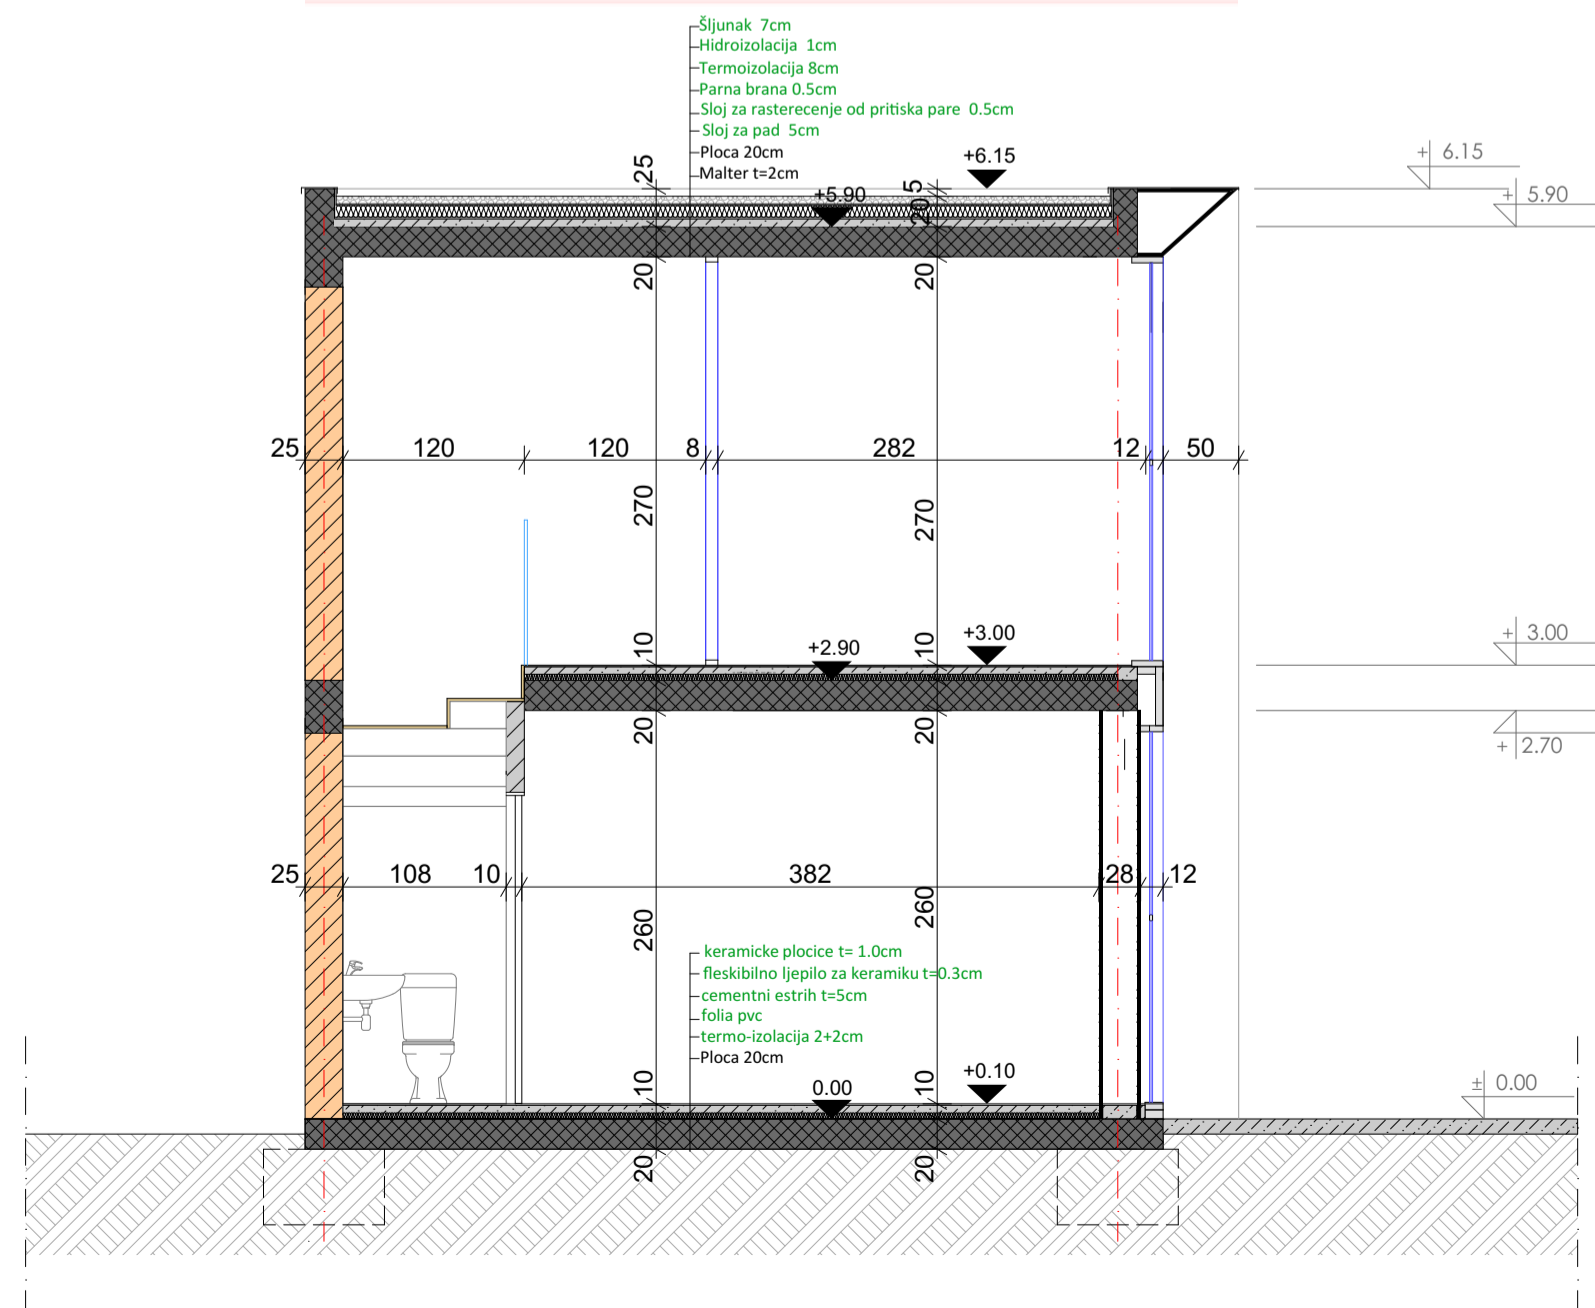 Šljunak 7cm
Hidroizolacija 1cm
Termoizolacija 8cm
Parna brana 0.5cm
Sloj za rasterecenje od pritiska pare 0.5cm
Sloj za pad 5cm
Ploca 20cm
Malter t=2cm
25
+6.15
+5.90
5
20
+ 6.15
+ 5.90
20
20
25
120
120
8
282
12
50
270
270
10
+2.90
10
+3.00
+ 3.00
20
20
+ 2.70
25
108
10
382
28
12
260
260
keramicke plocice t= 1.0cm
fleskibilno ljepilo za keramiku t=0.3cm
cementni estrih t=5cm
folia pvc
termo-izolacija 2+2cm
Ploca 20cm
10
0.00
10
+0.10
± 0.00
20
20